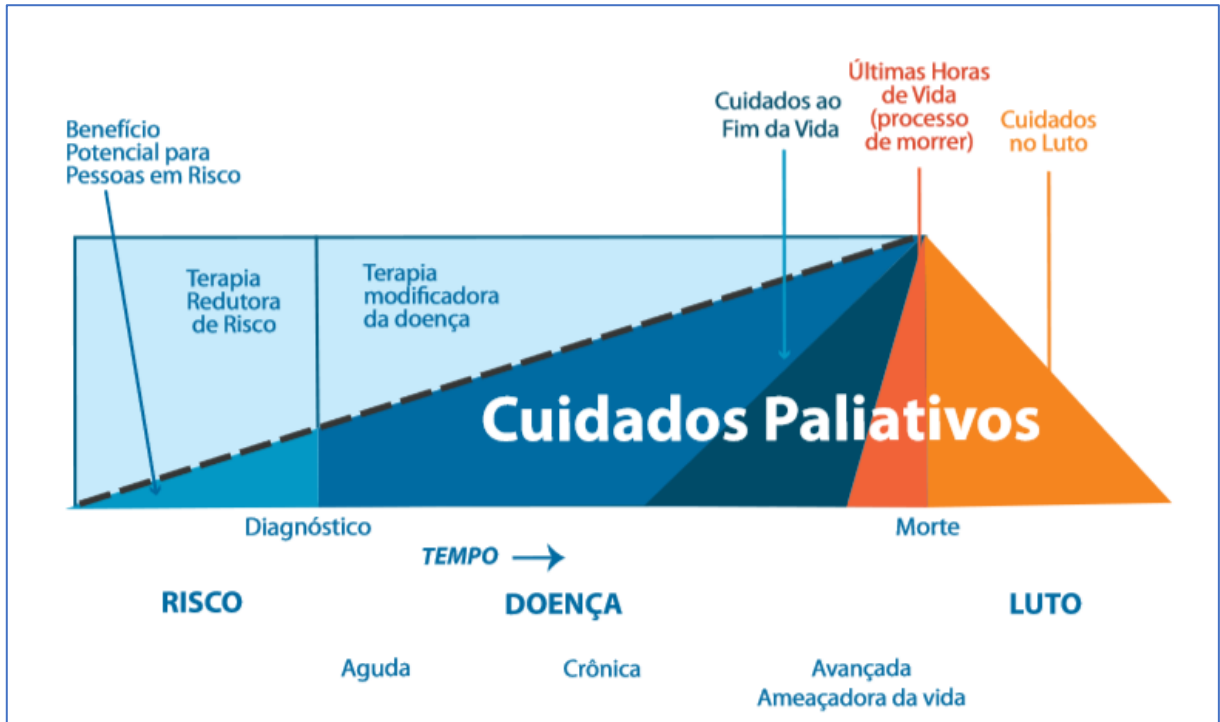 Benefício
Potencial para
Pessoas em Risco
Cuidados ao
Fim da Vida
Últimas Horas
de Vida
(processo
de morrer)
Cuidados
no Luto
Terapia
Redutora
de Risco
Terapia
modificadora
da doença
Cuidados Paliativos
Diagnóstico
Morte
TEMPO
RISCO
DOENÇA
LUTO
Aguda
Crônica
Avançada
Ameaçadora da vida